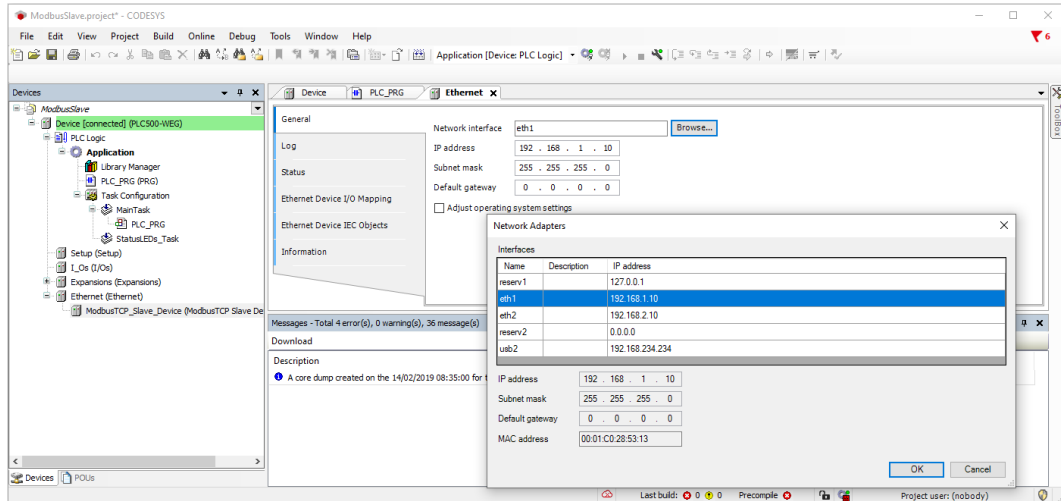 ModbusSlave.project* - CODESYS
File Edit View Project Build Online Debug Tools Window Help
6
Application [Device: PLC Logic]
Devices
Device PLC_PRG Ethernet
ToolBox
ModbusSlave
Device [connected] (PLC500-WEG)
PLC Logic
Application
Library Manager
PLC_PRG (PRG)
Task Configuration
MainTask
PLC_PRG
StatusLEDs_Task
Setup (Setup)
I_Os (I/Os)
Expansions (Expansions)
Ethernet (Ethernet)
ModbusTCP_Slave_Device (ModbusTCP Slave De
Devices POUs
General
Log
Status
Ethernet Device I/O Mapping
Ethernet Device IEC Objects
Information
Network interface eth1 Browse...
IP address 192 . 168 . 1 . 10
Subnet mask 255 . 255 . 255 . 0
Default gateway 0 . 0 . 0 . 0
Adjust operating system settings
Messages - Total 4 error(s), 0 warning(s), 36 message(s)
Download
Description
A core dump created on the 14/02/2019 08:35:00 for t
Network Adapters
Interfaces
Name Description IP address
reserv1 127.0.0.1
eth1 192.168.1.10
eth2 192.168.2.10
reserv2 0.0.0.0
usb2 192.168.234.234
IP address 192 . 168 . 1 . 10
Subnet mask 255 . 255 . 255 . 0
Default gateway 0 . 0 . 0 . 0
MAC address 00:01:C0:28:53:13
OK Cancel
Last build: 0 0 Precompile Project user: (nobody)